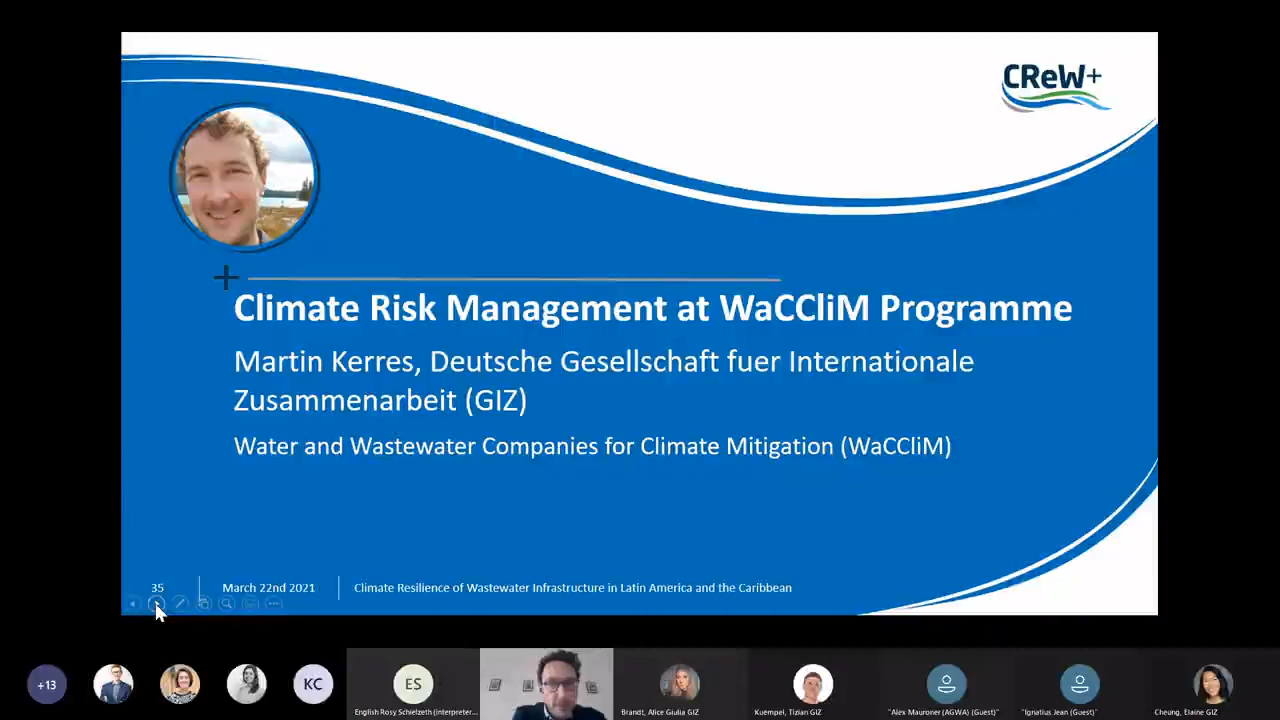 CReW+
Climate Risk Management at WaCCliM Programme
Martin Kerres, Deutsche Gesellschaft fuer Internationale
Zusammenarbeit (GIZ)
Water and Wastewater Companies for Climate Mitigation (WaCCliM)
35
March 22nd 2021
Climate Resilience of Wastewater Infrastructure in Latin America and the Caribbean
+13
KC
ES
English Rosy Schielzeth (interpreter...
Brandt, Alice Giulia GIZ
Kuempel, Tizian GIZ
"Alex Mauroner (AGWA) (Guest)"
"Ignatius Jean (Guest)"
Cheung, Elaine GIZ